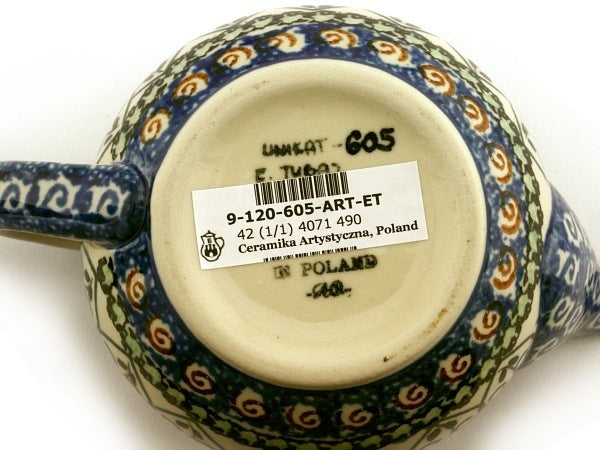 UNIKAT - 605
E.
9-120-605-ART-ET
42 (1/1) 4071 490
Ceramika Artystyczna, Poland
IN POLAND